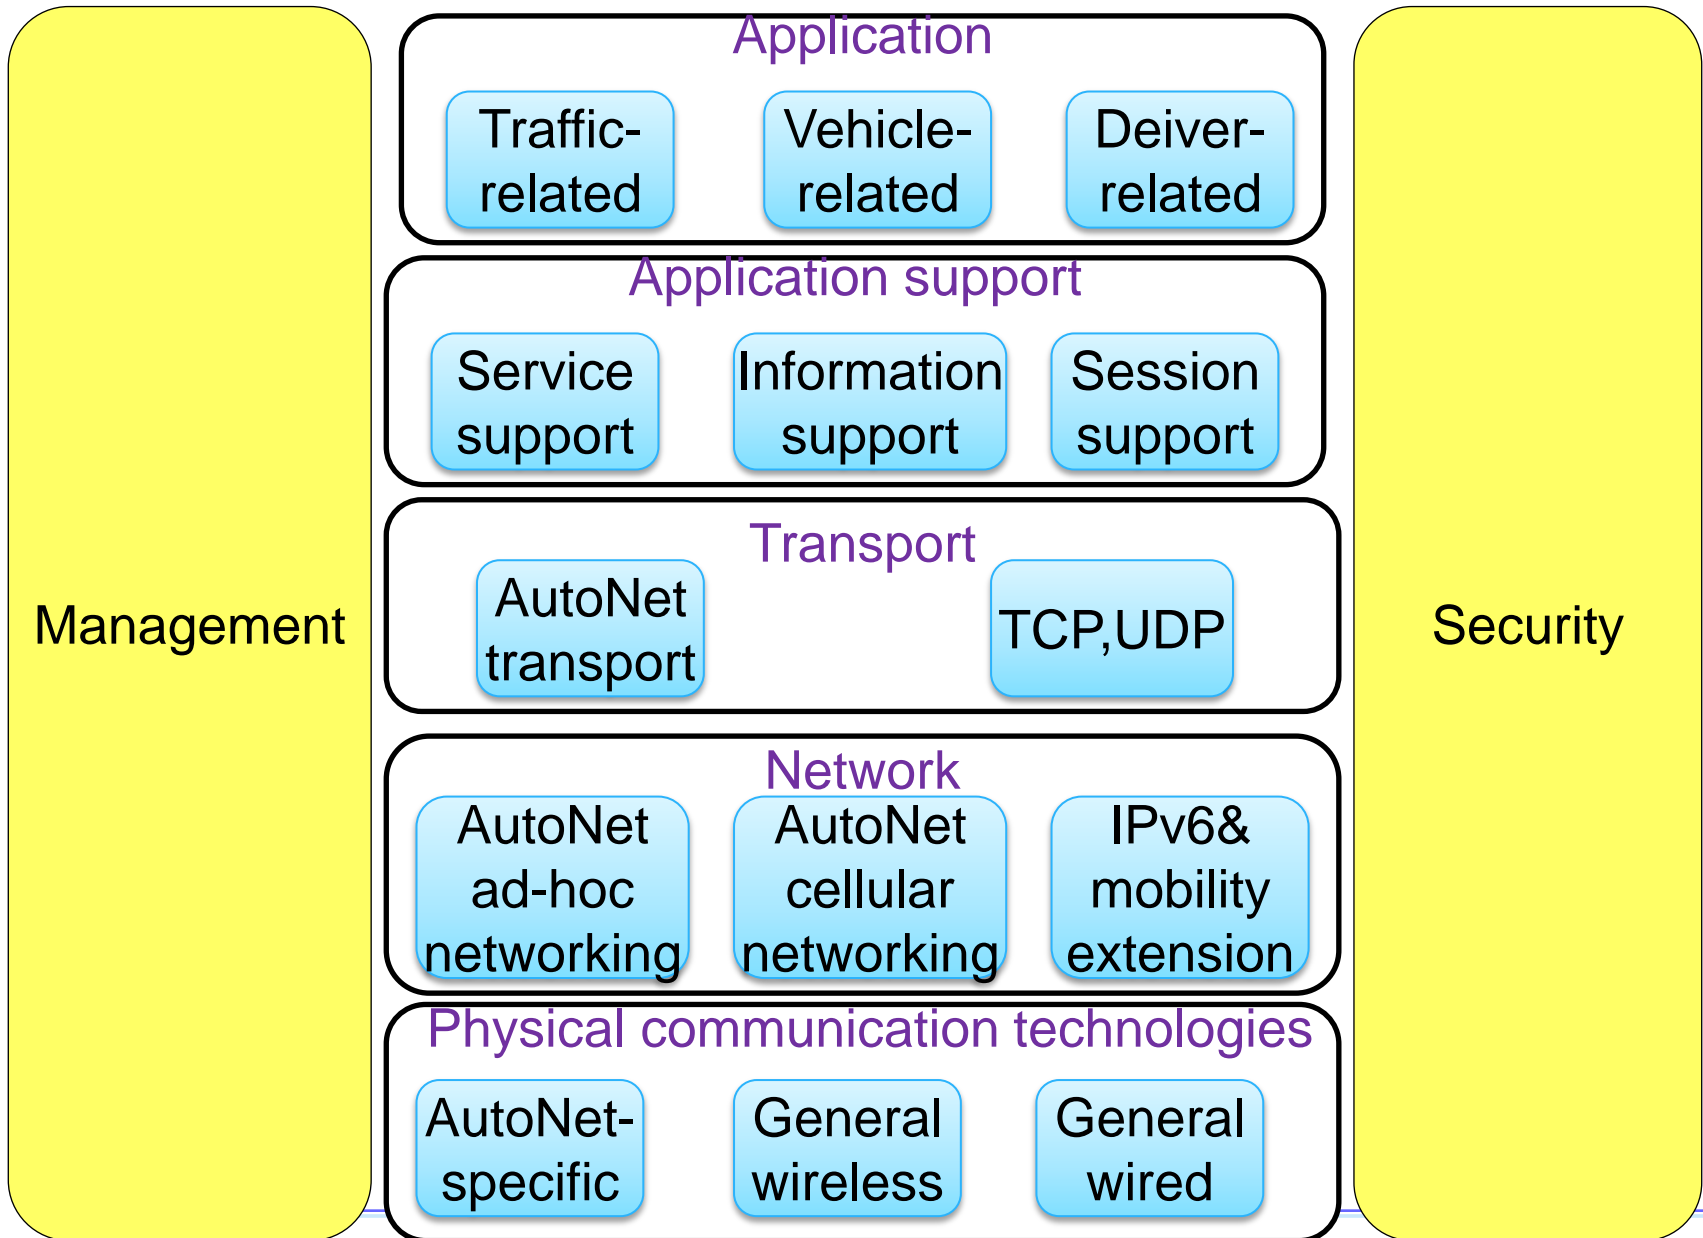 Management
Application
Traffic-
related
Vehicle-
related
Deiver-
related
Application support
Service
support
Information
support
Session
support
Transport
AutoNet
transport
TCP,UDP
Network
AutoNet
ad-hoc
networking
AutoNet
cellular
networking
IPv6&
mobility
extension
Physical communication technologies
AutoNet-
specific
General
wireless
General
wired
Security